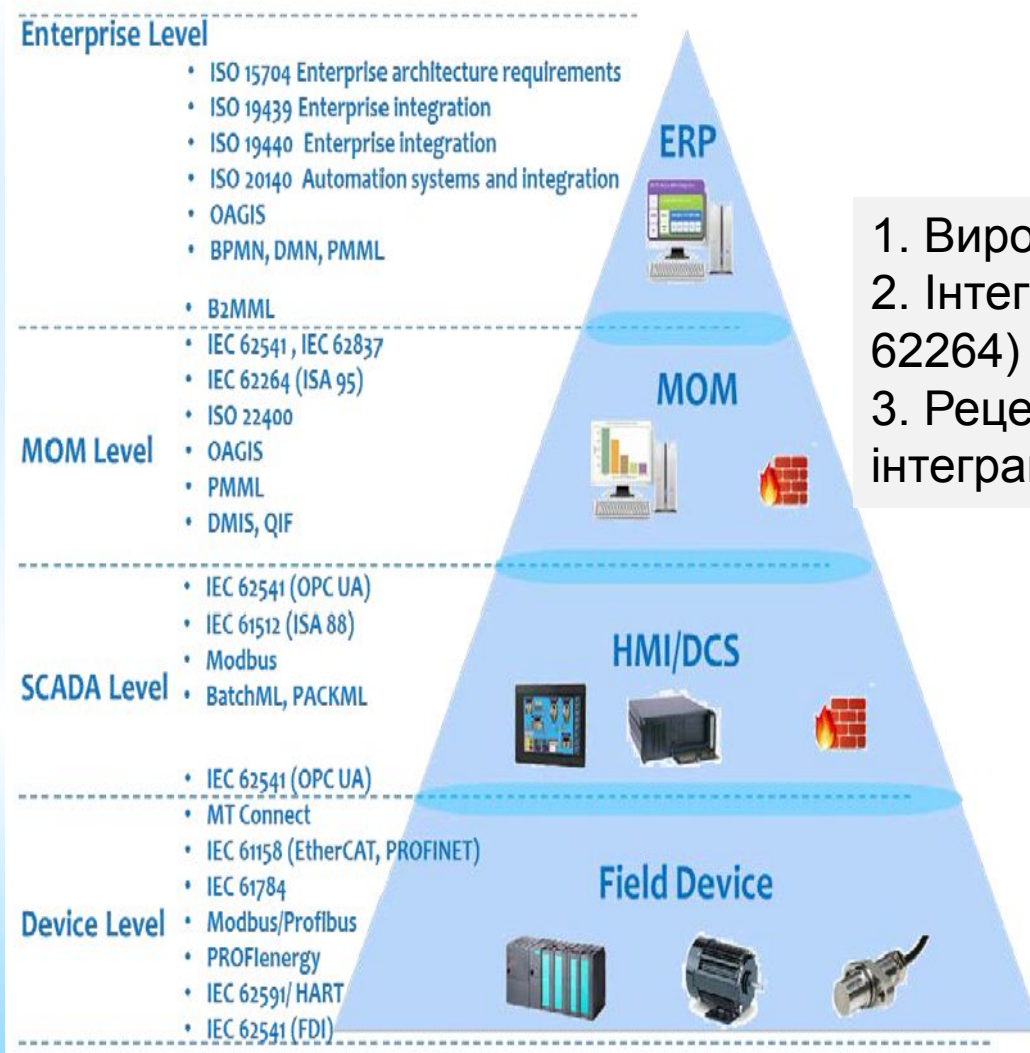 Enterprise Level
• ISO 15704 Enterprise architecture requirements
• ISO 19439 Enterprise integration
• ISO 19440 Enterprise integration
• ISO 20140 Automation systems and integration
• OAGIS
• BPMN, DMN, PMML
• B2MML
MOM Level
• IEC 62541 , IEC 62837
• IEC 62264 (ISA 95)
• ISO 22400
• OAGIS
• PMML
• DMIS, QIF
SCADA Level
• IEC 62541 (OPC UA)
• IEC 61512 (ISA 88)
• Modbus
• BatchML, PACKML
• IEC 62541 (OPC UA)
Device Level
• MT Connect
• IEC 61158 (EtherCAT, PROFINET)
• IEC 61784
• Modbus/Profibus
• PROFIenergy
• IEC 62591/ HART
• IEC 62541 (FDI)
ERP
MOM
HMI/DCS
Field Device
1. Виро
2. Інтег
62264)
3. Реце
інтегра